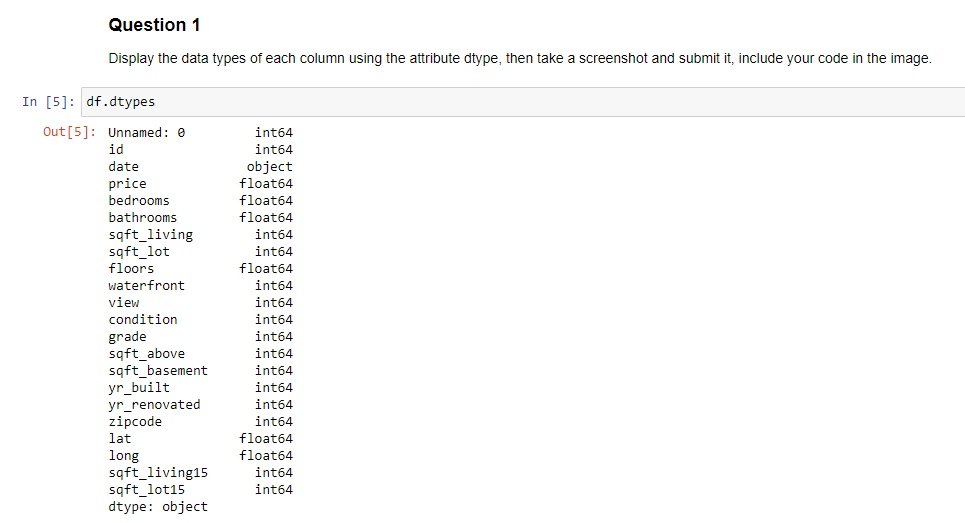 Question 1
Display the data types of each column using the attribute dtype, then take a screenshot and submit it, include your code in the image.
In [5]: df.dtypes
Out[5]: Unnamed: 0 int64
id int64
date object
price float64
bedrooms float64
bathrooms float64
sqft_living int64
sqft_lot int64
floors float64
waterfront int64
view int64
condition int64
grade int64
sqft_above int64
sqft_basement int64
yr_built int64
yr_renovated int64
zipcode int64
lat float64
long float64
sqft_living15 int64
sqft_lot15 int64
dtype: object